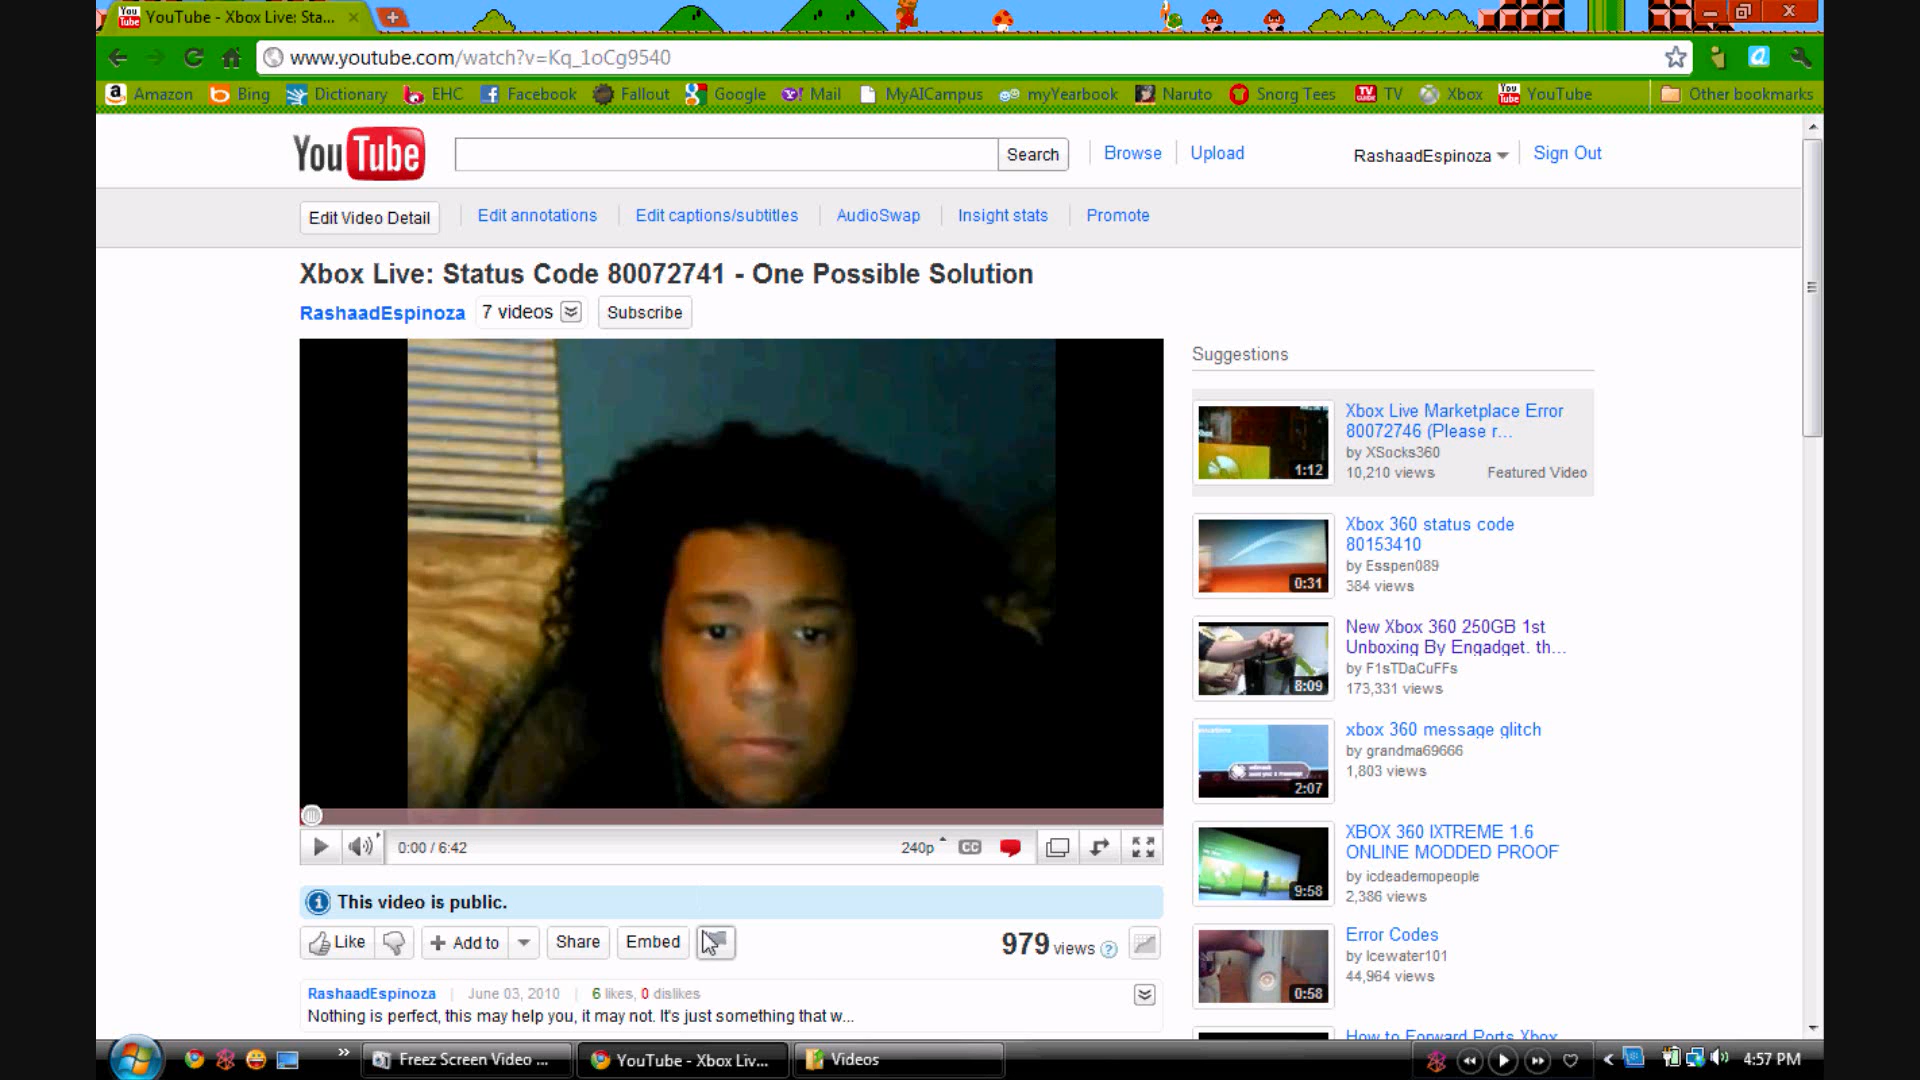 You Tube YouTube - Xbox Live: Sta...
www.youtube.com/watch?v=Kq_1oCg9540
Amazon Bing Dictionary EHC Facebook Fallout Google Mail MyAICampus myYearbook Naruto Snorg Tees TV Xbox YouTube Other bookmarks
YouTube Search Browse Upload RashaadEspinoza Sign Out
Edit Video Detail Edit annotations Edit captions/subtitles AudioSwap Insight stats Promote
Xbox Live: Status Code 80072741 - One Possible Solution
RashaadEspinoza 7 videos Subscribe
0:00 / 6:42 240p CC
This video is public.
Like Add to Share Embed 979 views ?
RashaadEspinoza June 03, 2010 6 likes, 0 dislikes
Nothing is perfect, this may help you, it may not. It's just something that w...
Suggestions
Xbox Live Marketplace Error
80072746 (Please r...
by XSocks360
10,210 views Featured Video
1:12
Xbox 360 status code
80153410
by Esspen089
384 views
0:31
New Xbox 360 250GB 1st
Unboxing By Engadget. th...
by F1sTDaCuFFs
173,331 views
8:09
xbox 360 message glitch
by grandma69666
1,803 views
2:07
XBOX 360 IXTREME 1.6
ONLINE MODDED PROOF
by icdeademopeople
2,386 views
9:58
Error Codes
by Icewater101
44,964 views
0:58
How to Forward Ports Xbox
Freez Screen Video ... YouTube - Xbox Liv... Videos 4:57 PM